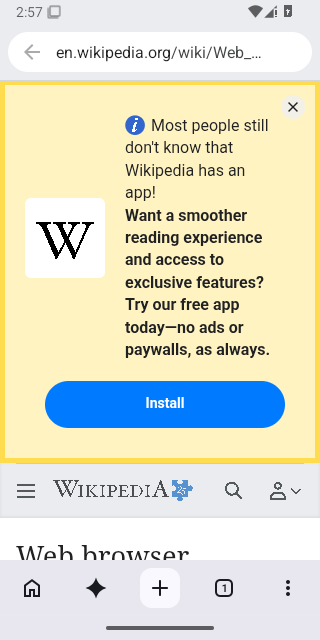 2:57
en.wikipedia.org/wiki/Web_...
Most people still
don't know that
Wikipedia has an
app!
Want a smoother
reading experience
and access to
exclusive features?
Try our free app
today—no ads or
paywalls, as always.
W
Install
WIKIPEDIA 25
Web browser
1